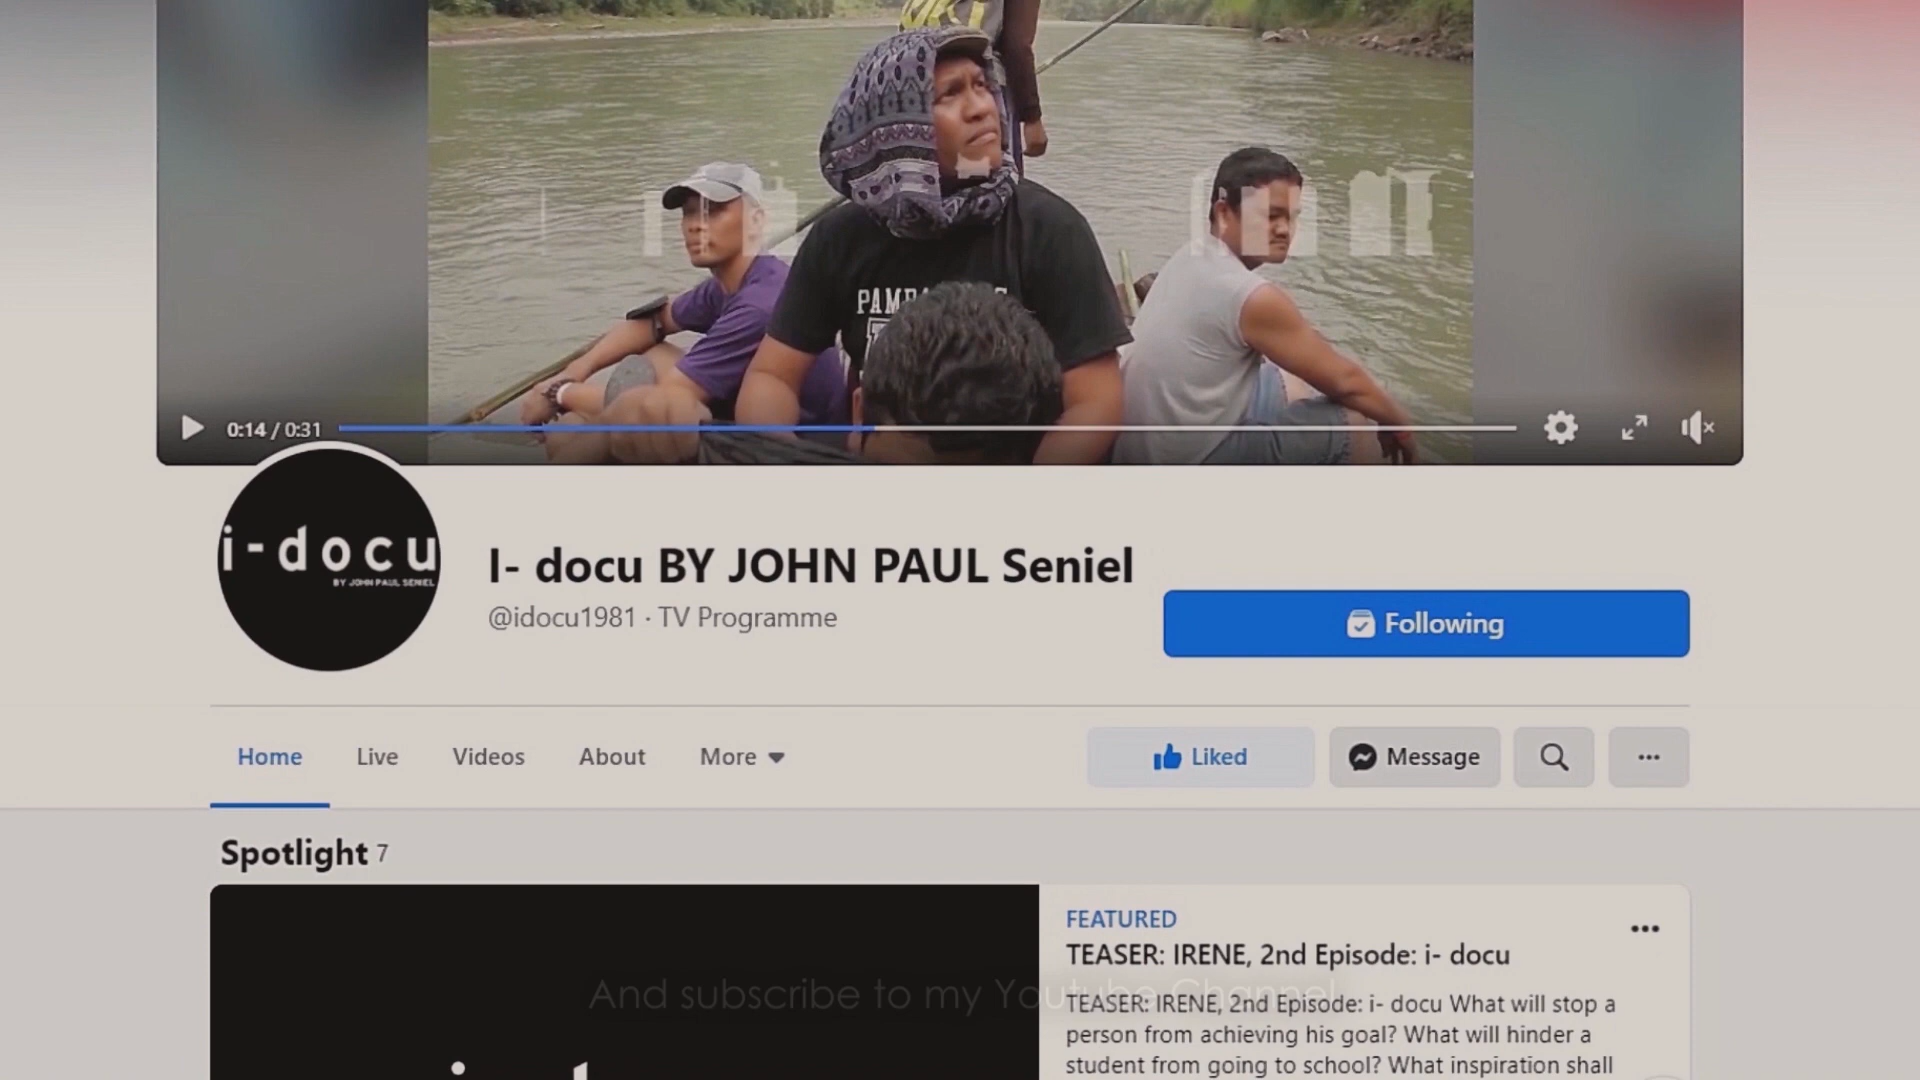 0:14 / 0:31
i-docu
BY JOHN PAUL SENIEL
I- docu BY JOHN PAUL Seniel
@idocu1981 · TV Programme
Following
Home
Live
Videos
About
More
Liked
Message
Spotlight 7
FEATURED
TEASER: IRENE, 2nd Episode: i- docu
And subscribe to my Youtube Channel
TEASER: IRENE, 2nd Episode: i- docu What will stop a
person from achieving his goal? What will hinder a
student from going to school? What inspiration shall